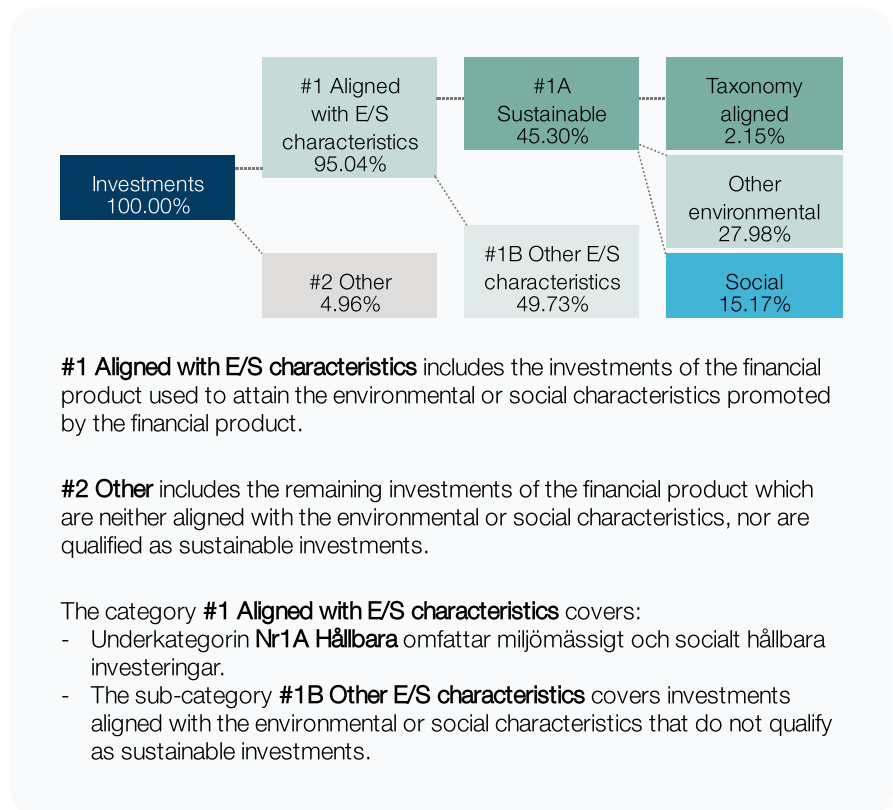 #1 Aligned
with E/S
characteristics
95.04%
#1A
Sustainable
45.30%
Taxonomy
aligned
2.15%
Investments
100.00%
Other
environmental
27.98%
#2 Other
4.96%
#1B Other E/S
characteristics
49.73%
Social
15.17%
#1 Aligned with E/S characteristics includes the investments of the financial
product used to attain the environmental or social characteristics promoted
by the financial product.
#2 Other includes the remaining investments of the financial product which
are neither aligned with the environmental or social characteristics, nor are
qualified as sustainable investments.
The category #1 Aligned with E/S characteristics covers:
- Underkategorin Nr1A Hållbara omfattar miljömässigt och socialt hållbara
investeringar.
- The sub-category #1B Other E/S characteristics covers investments
aligned with the environmental or social characteristics that do not qualify
as sustainable investments.